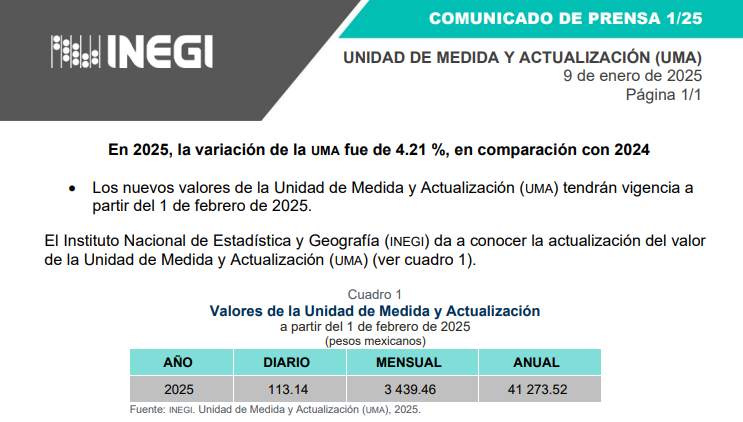 COMUNICADO DE PRENSA 1/25
INEGI
UNIDAD DE MEDIDA Y ACTUALIZACIÓN (UMA)
9 de enero de 2025
Página 1/1
En 2025, la variación de la UMA fue de 4.21 %, en comparación con 2024
• Los nuevos valores de la Unidad de Medida y Actualización (UMA) tendrán vigencia a
partir del 1 de febrero de 2025.
El Instituto Nacional de Estadística y Geografía (INEGI) da a conocer la actualización del valor
de la Unidad de Medida y Actualización (UMA) (ver cuadro 1).
Cuadro 1
Valores de la Unidad de Medida y Actualización
a partir del 1 de febrero de 2025
(pesos mexicanos)
AÑO DIARIO MENSUAL ANUAL
2025 113.14 3 439.46 41 273.52
Fuente: INEGI. Unidad de Medida y Actualización (UMA), 2025.